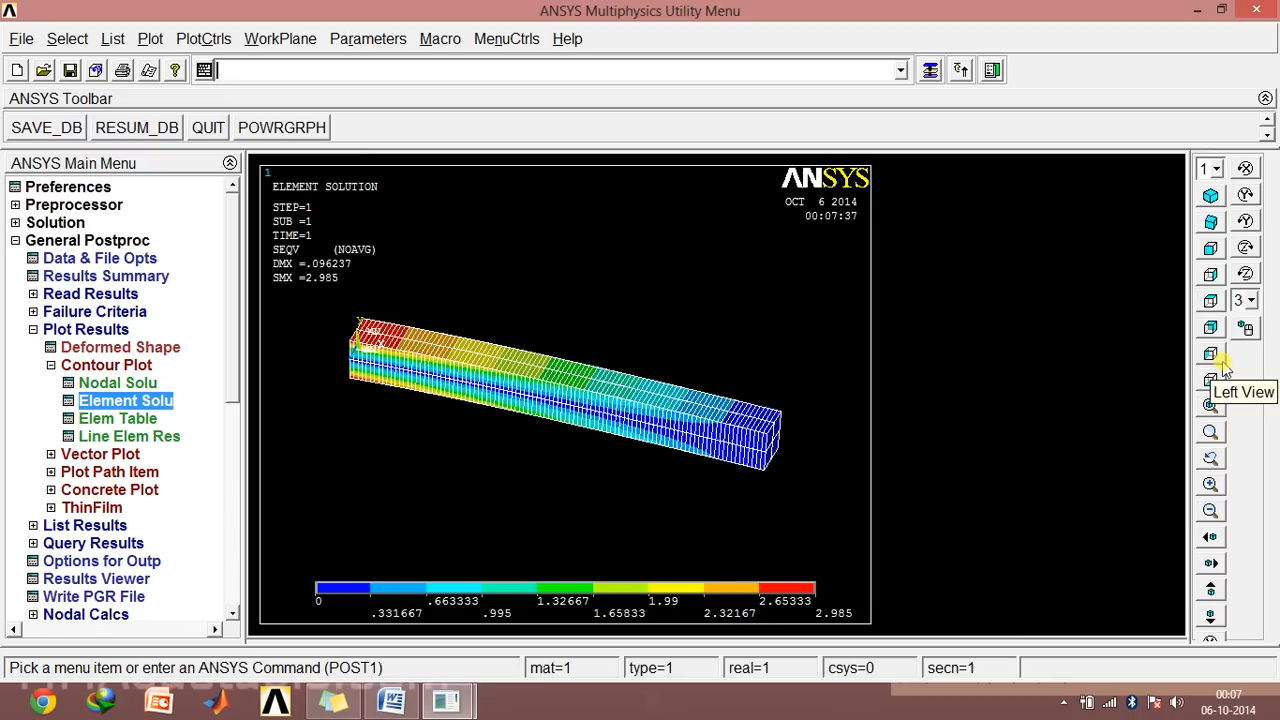 ANSYS Multiphysics Utility Menu
File Select List Plot PlotCtrls WorkPlane Parameters Macro MenuCtrls Help
ANSYS Toolbar
SAVE_DB RESUM_DB QUIT POWRGRPH
ANSYS Main Menu
Preferences
Preprocessor
Solution
General Postproc
Data & File Opts
Results Summary
Read Results
Failure Criteria
Plot Results
Deformed Shape
Contour Plot
Nodal Solu
Element Solu
Elem Table
Line Elem Res
Vector Plot
Plot Path Item
Concrete Plot
ThinFilm
List Results
Query Results
Options for Outp
Results Viewer
Write PGR File
Nodal Calcs
1
ELEMENT SOLUTION
STEP=1
SUB =1
TIME=1
SEQV (NOAVG)
DMX =.096237
SMX =2.985
ANSYS
OCT 6 2014
00:07:37
Y
0 .663333 1.32667 1.99 2.65333
.331667 .995 1.65833 2.32167 2.985
1
3
Left View
Pick a menu item or enter an ANSYS Command (POST1) mat=1 type=1 real=1 csys=0 secn=1
00:07
06-10-2014